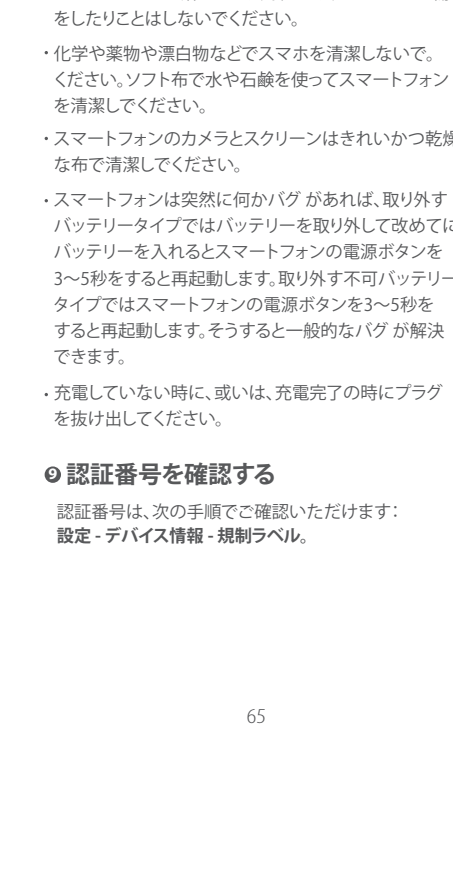 をしたりことはしないでください。
・化学や薬物や漂白物などでスマホを清潔しないで。
ください。ソフト布で水や石鹸を使ってスマートフォン
を清潔しでください。
・スマートフォンのカメラとスクリーンはきれいかつ乾燥
な布で清潔しでください。
・スマートフォンは突然に何かバグ があれば、取り外す
バッテリータイプではバッテリーを取り外して改めてに
バッテリーを入れるとスマートフォンの電源ボタンを
3〜5秒をすると再起動します。取り外す不可バッテリー
タイプではスマートフォンの電源ボタンを3〜5秒を
すると再起動します。そうすると一般的なバグ が解決
できます。
・充電していない時に、或いは、充電完了の時にプラグ
を抜け出してください。
❾ 認証番号を確認する
認証番号は、次の手順でご確認いただけます：
設定 - デバイス情報 - 規制ラベル。
65